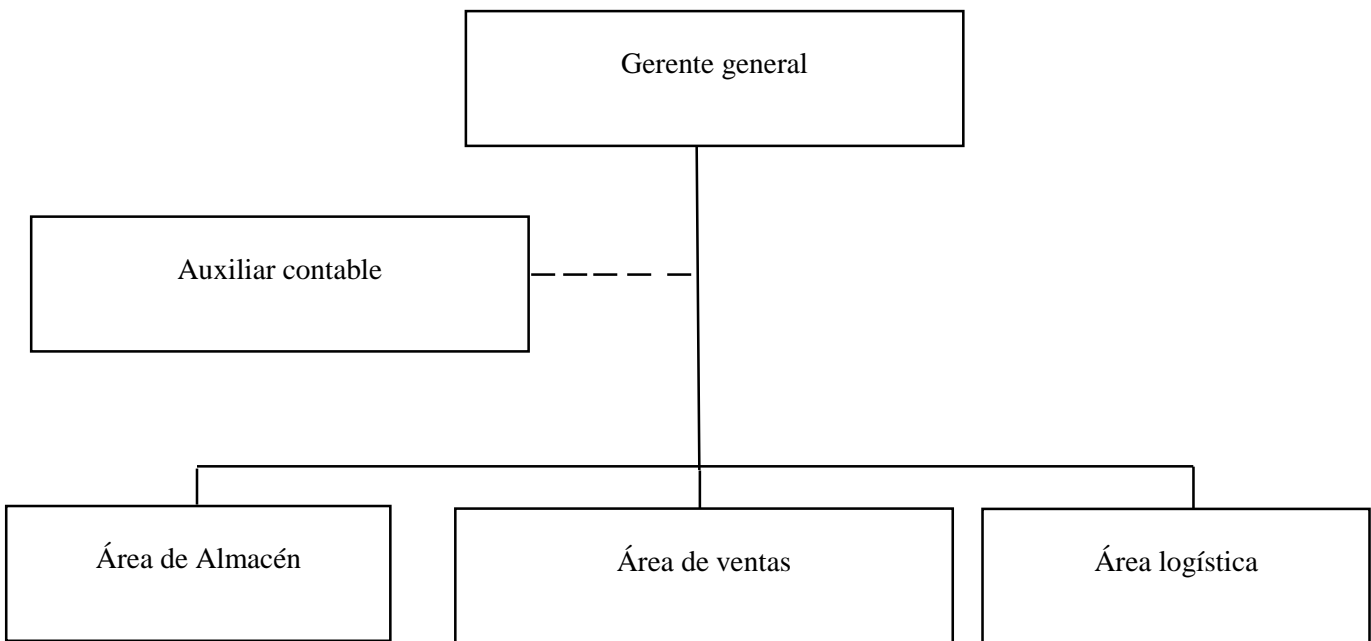 Gerente general
Auxiliar contable
Área de Almacén
Área de ventas
Área logística